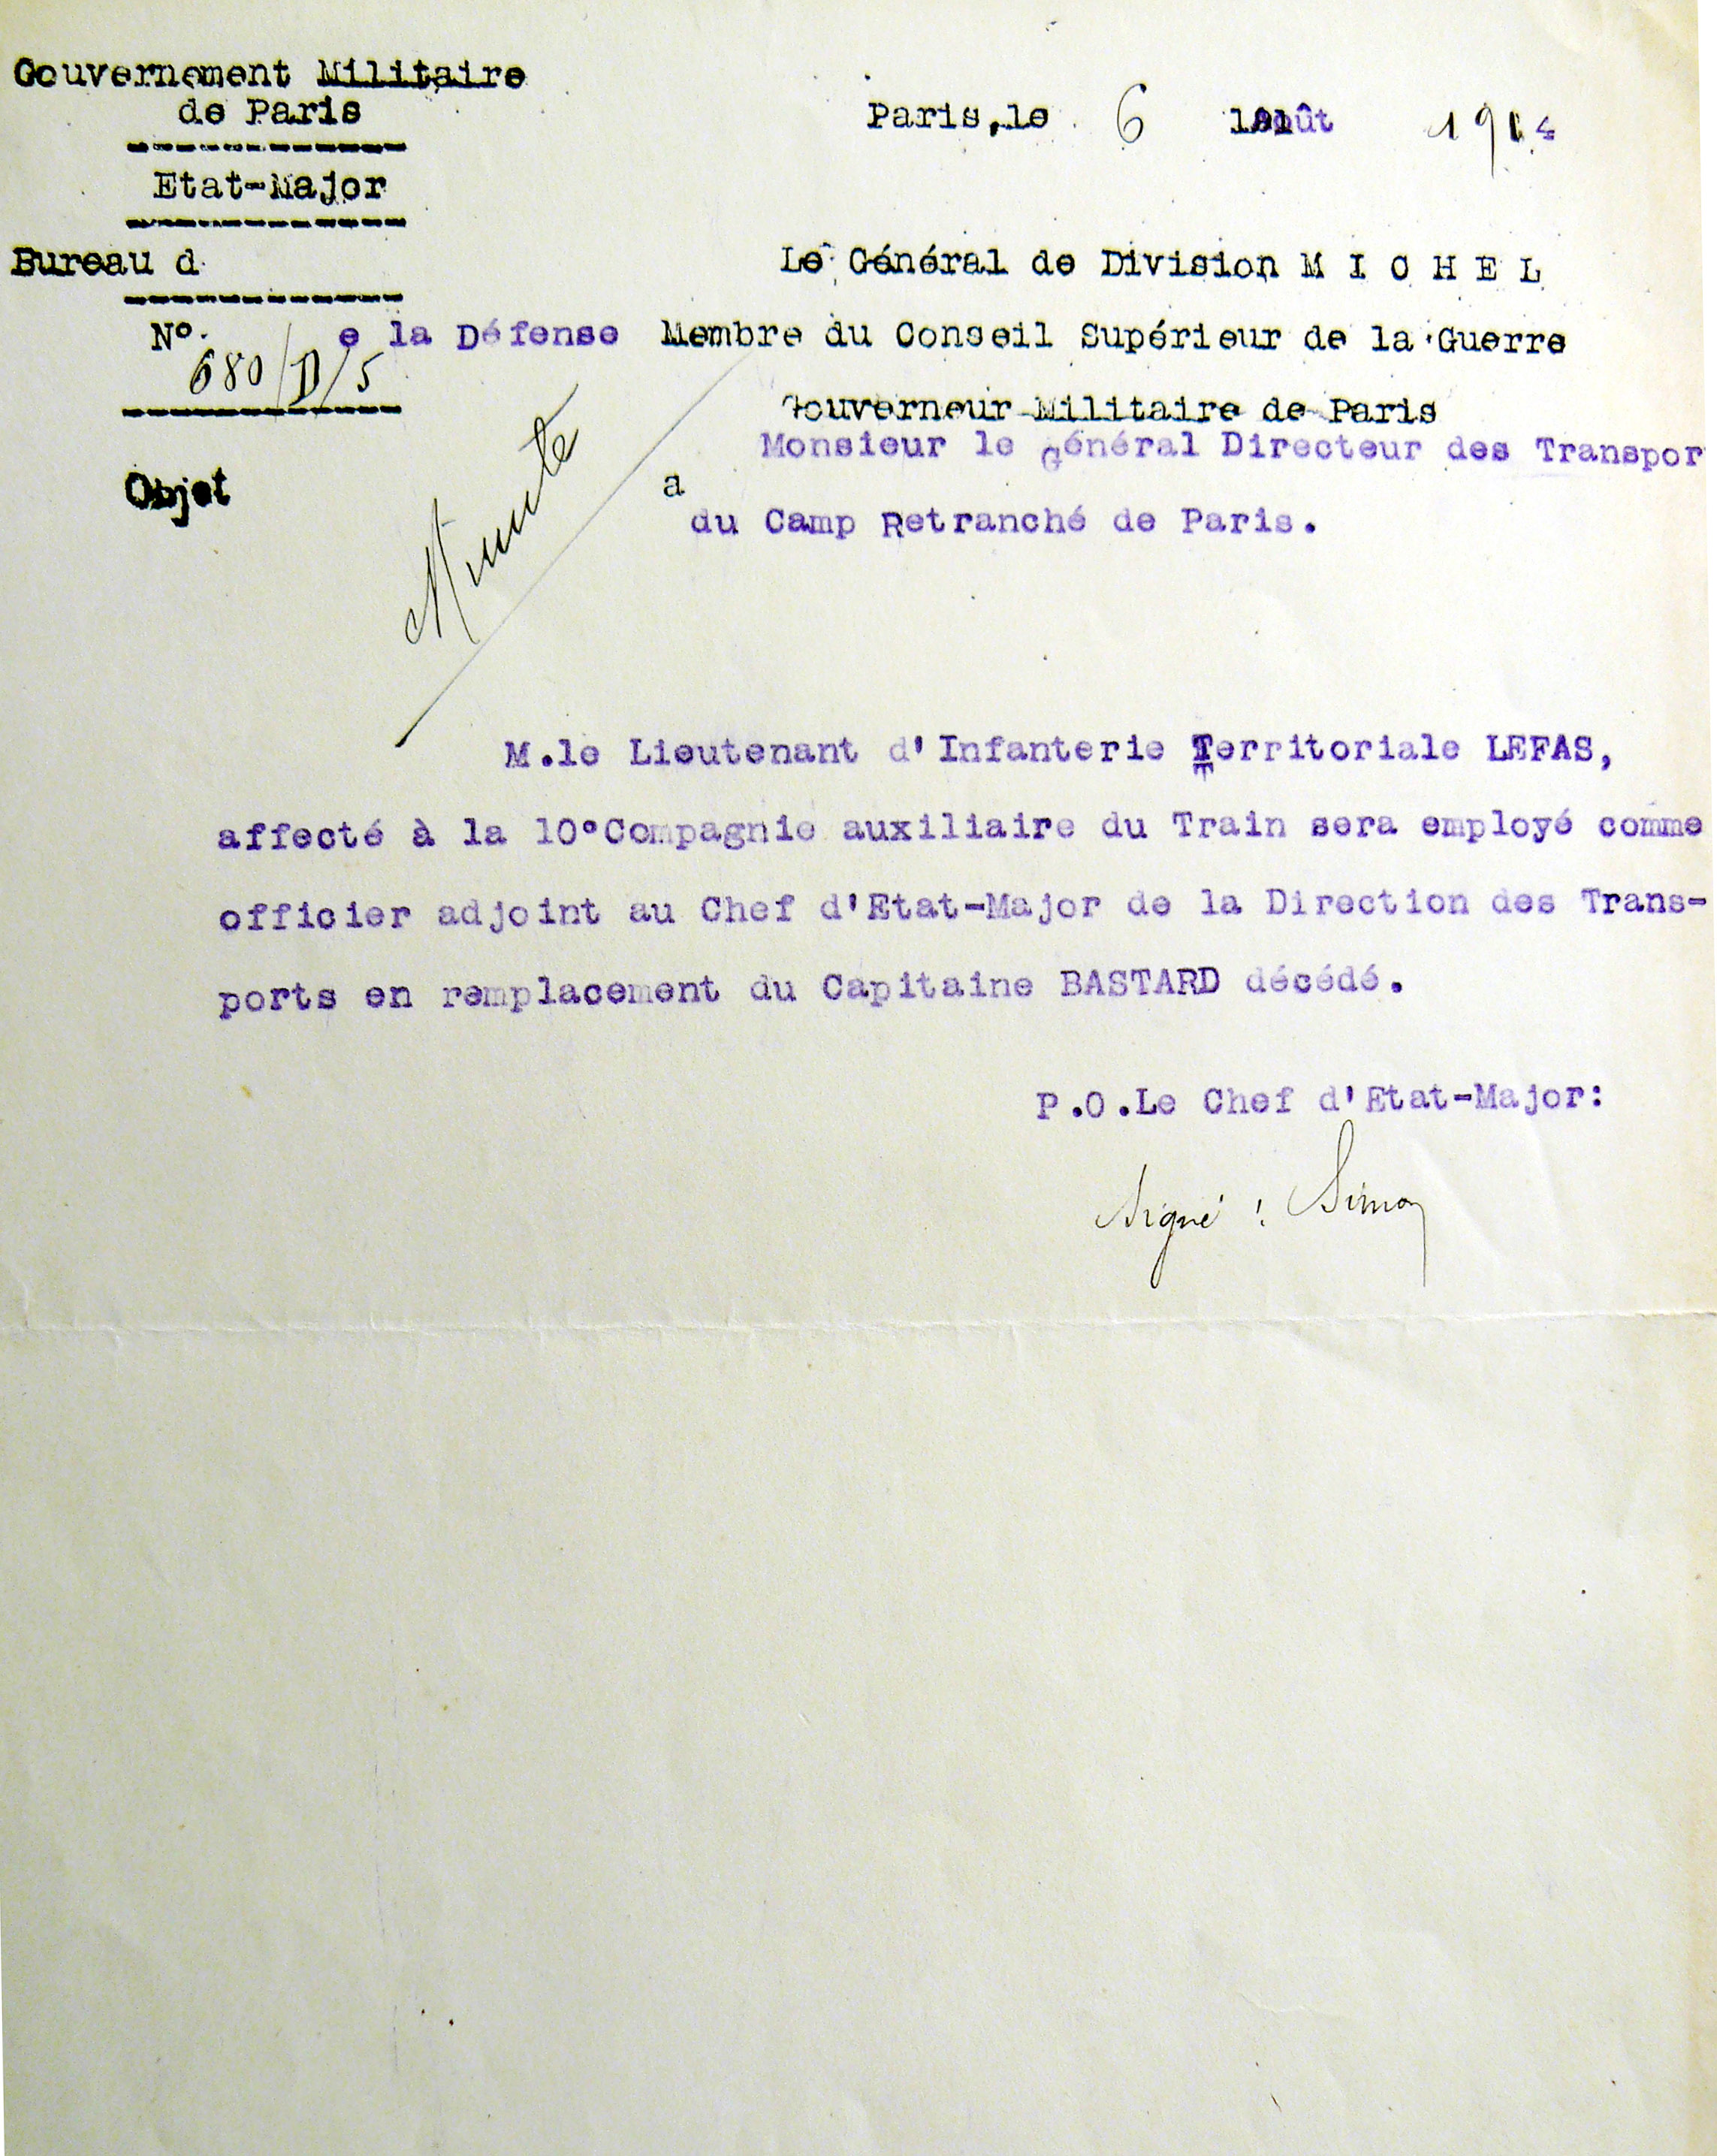 Gouvernement Militaire
de Paris
Etat-Major
Bureau d
e la Défense
N°
680/D/5
Objet
Minute
Paris, le 6 Août 1914
Le Général de Division M I C H E L
Membre du Conseil Supérieur de la Guerre
Gouverneur Militaire de Paris
a Monsieur le Général Directeur des Transpor
du Camp Retranché de Paris.
M.le Lieutenant d'Infanterie Territoriale LEFAS,
affecté à la 10°Compagnie auxiliaire du Train sera employé comme
officier adjoint au Chef d'Etat-Major de la Direction des Trans-
ports en remplacement du Capitaine BASTARD décédé.
P.O.Le Chef d'Etat-Major:
Signé : Simon